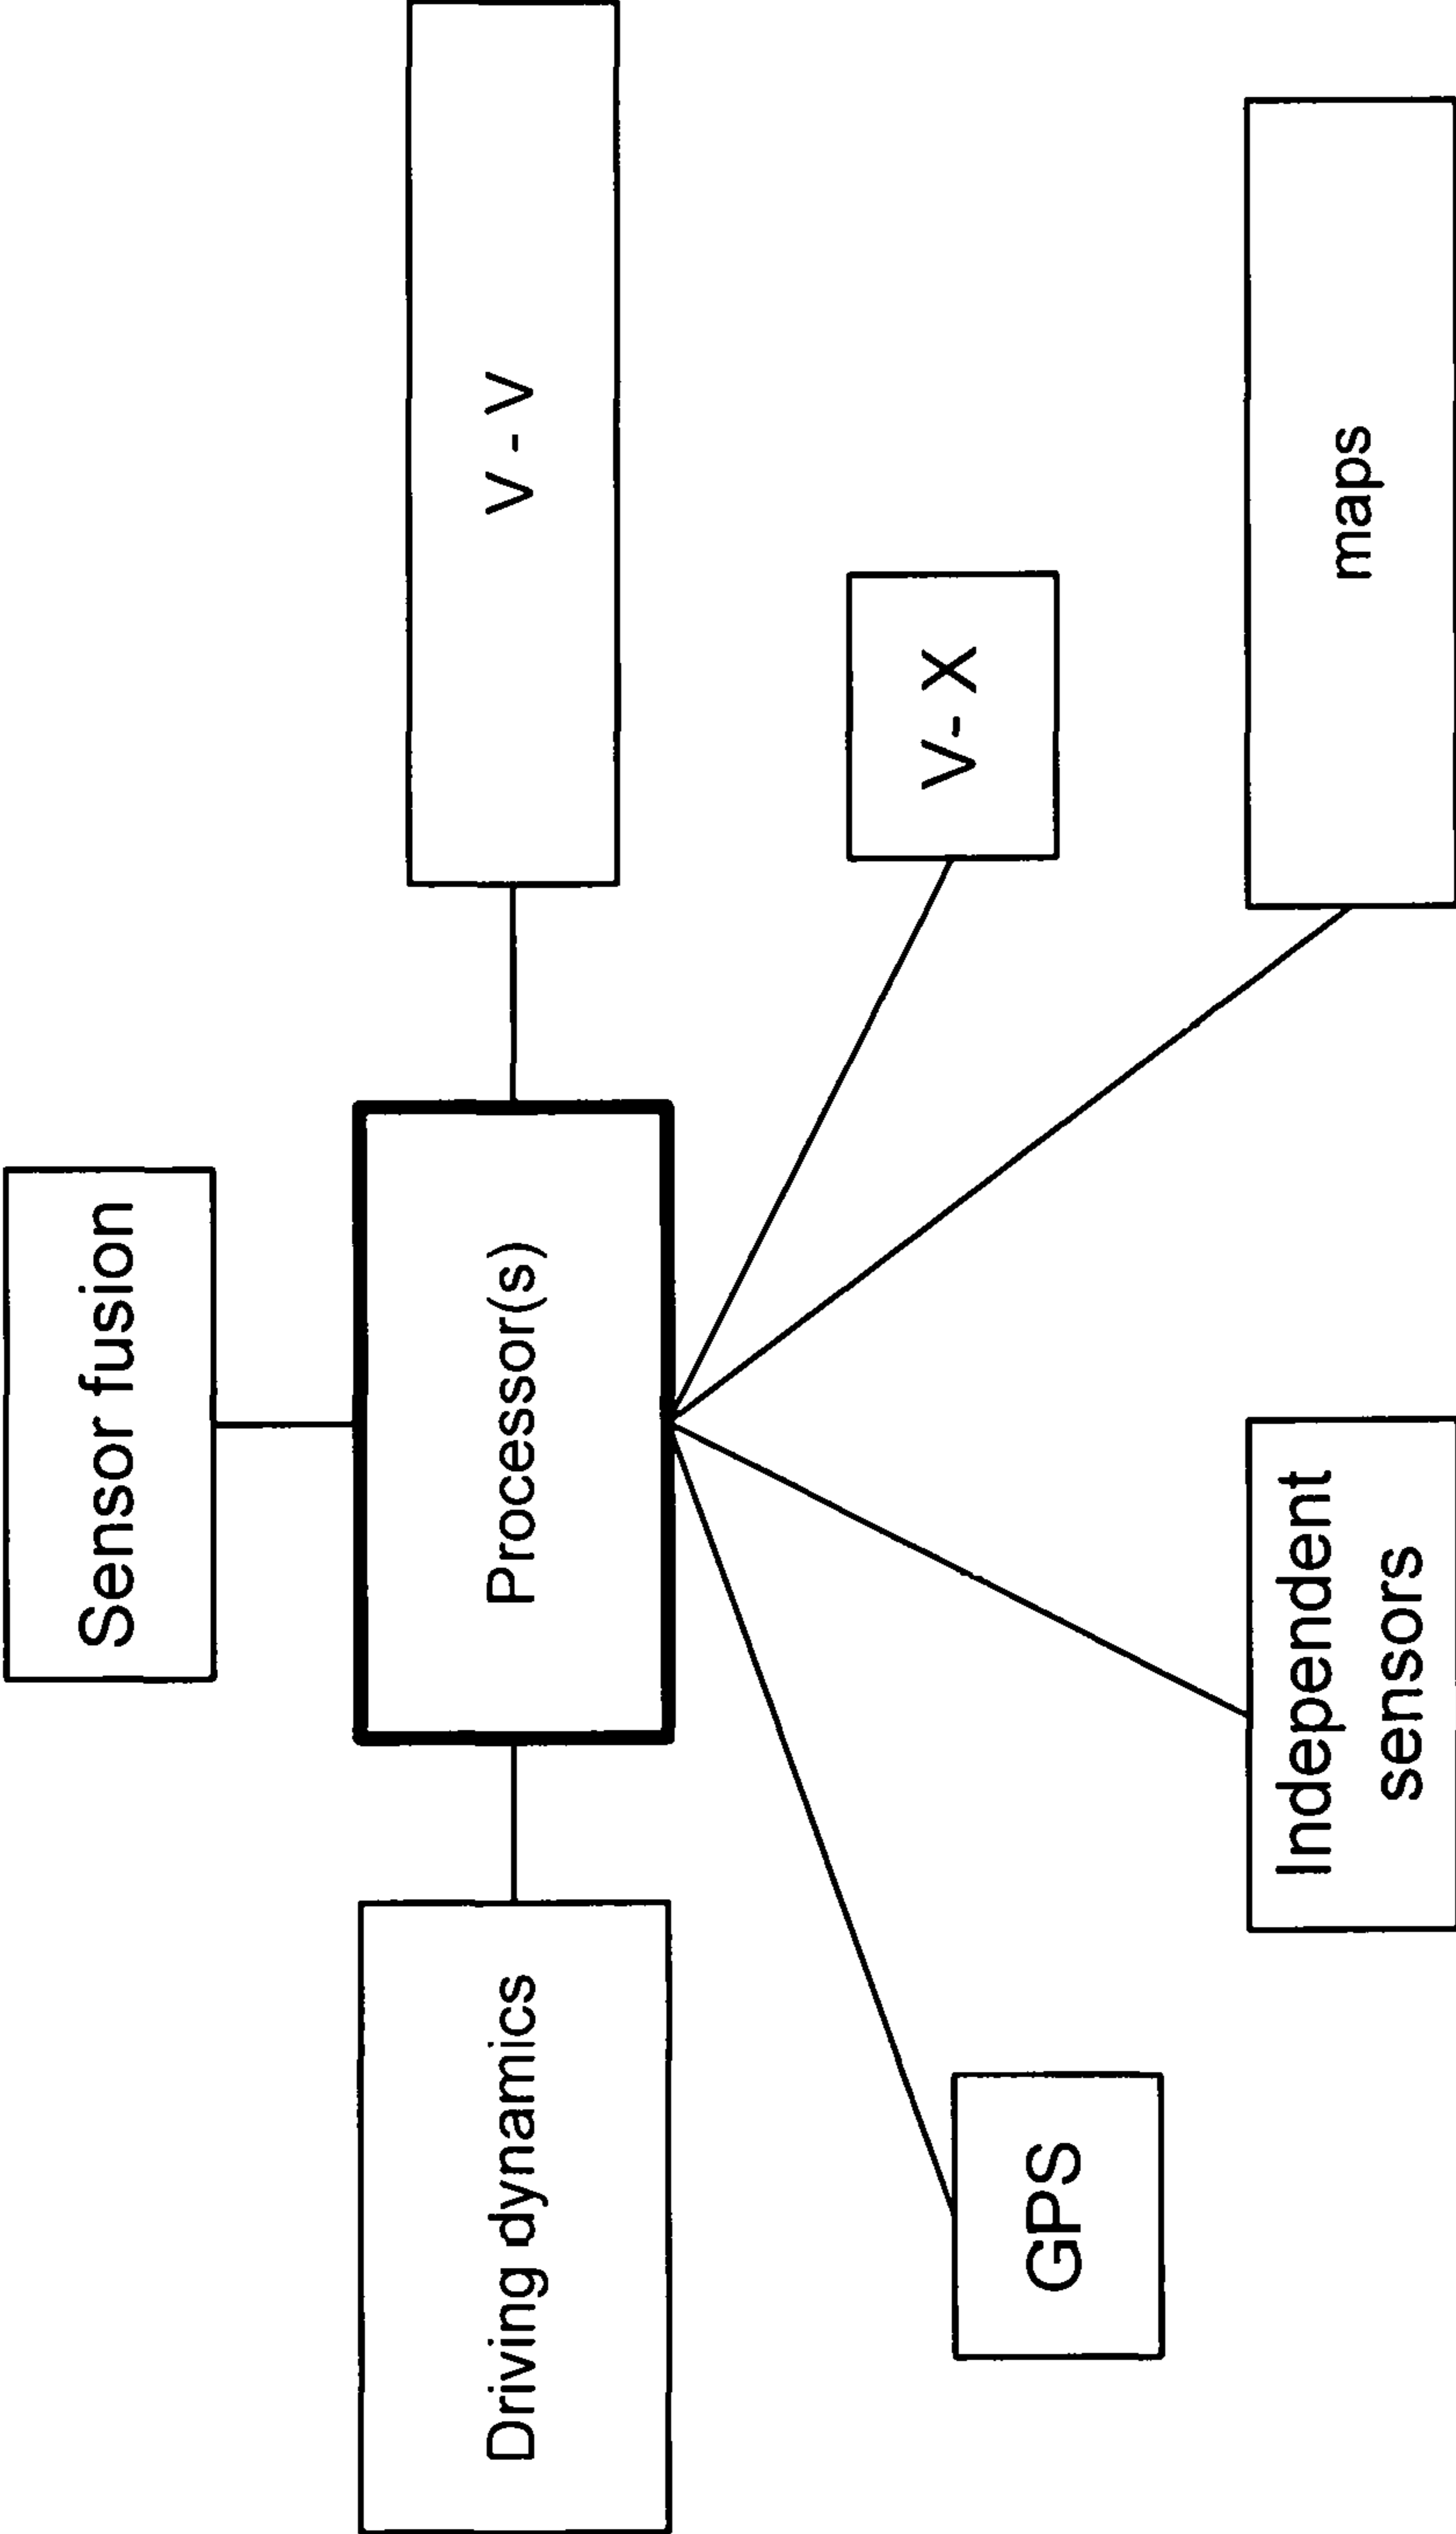 Sensor fusion
Driving dynamics
Processor(s)
V - V
GPS
V- X
Independent
sensors
maps